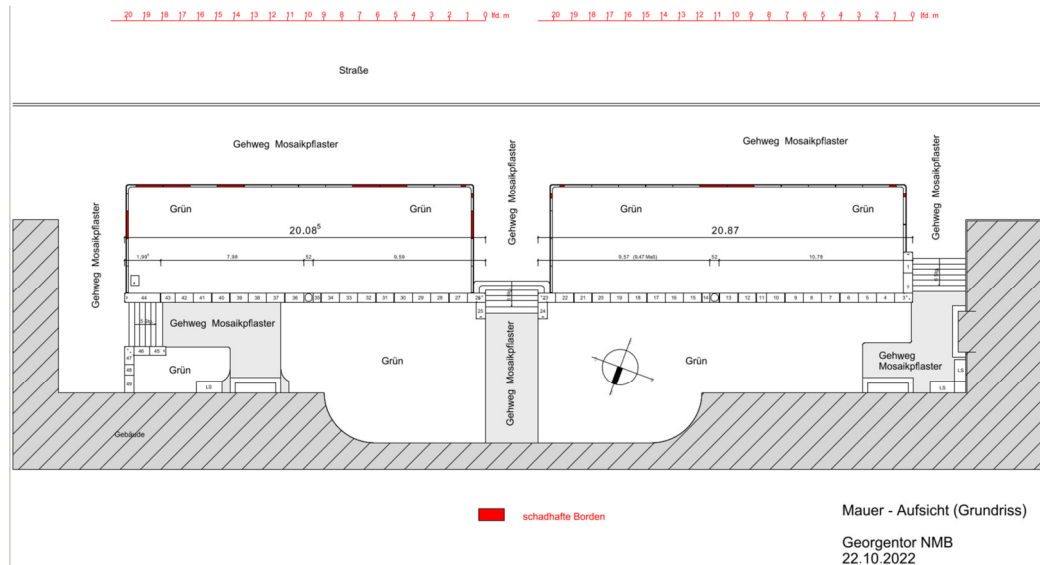 20 19 18 17 16 15 14 13 12 11 10 9 8 7 6 5 4 3 2 1 0 lfd. m
20 19 18 17 16 15 14 13 12 11 10 9 8 7 6 5 4 3 2 1 0 lfd. m
Straße
Gehweg Mosaikpflaster
Gehweg Mosaikpflaster
Gehweg Mosaikpflaster
Gehweg Mosaikpflaster
Gehweg Mosaikpflaster
Grün
Grün
Grün
Grün
20.08⁵
20.87
1,99⁵
7,98
52
9,59
9,57 (9,47 Maß)
52
10,78
44 43 42 41 40 39 38 37 36 35 34 33 32 31 30 29 28 27 26
23 22 21 20 19 18 17 16 15 14 13 12 11 10 9 8 7 6 5 4 3
1
25
24
Gehweg Mosaikpflaster
46 45
47
48
49
Grün
LS
Grün
Gehweg Mosaikpflaster
Grün
N
Gehweg
Mosaikpflaster
LS
LS
Gebäude
schadhafte Borden
Mauer - Aufsicht (Grundriss)
Georgentor NMB
22.10.2022